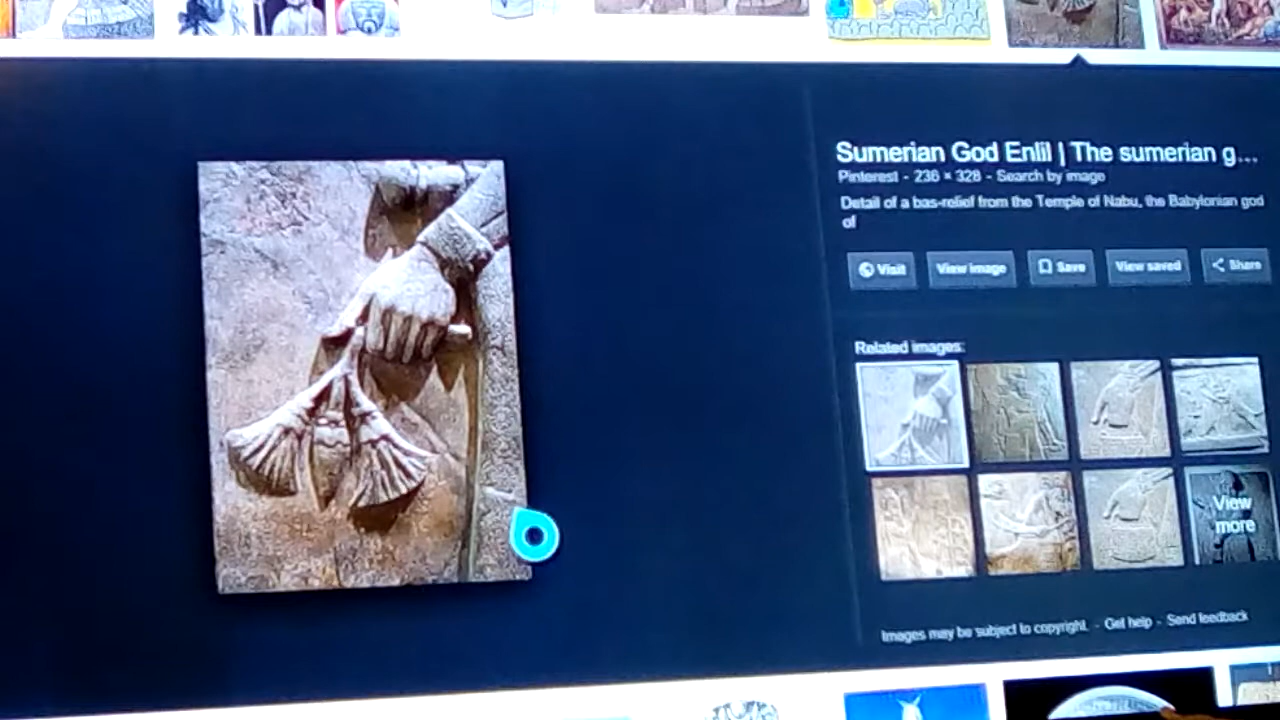 Sumerian God Enlil | The sumerian g...
Pinterest - 236 × 328 - Search by image
Detail of a bas-relief from the Temple of Nabu, the Babylonian god
of
Visit
View image
Save
View saved
Share
Related images:
View
more
Images may be subject to copyright. - Get help - Send feedback